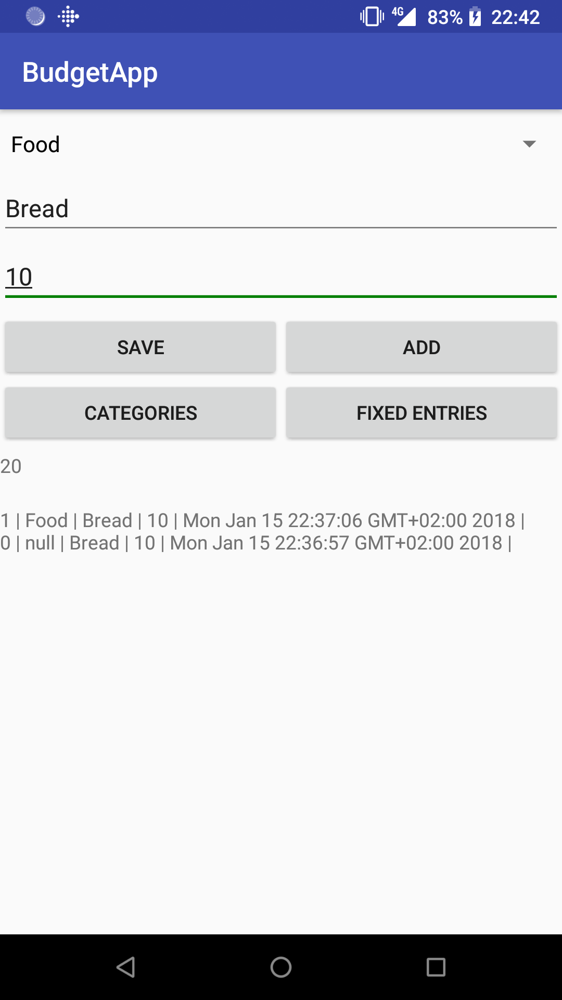 4G 83% 22:42
BudgetApp
Food
Bread
10
SAVE ADD
CATEGORIES FIXED ENTRIES
20
1 | Food | Bread | 10 | Mon Jan 15 22:37:06 GMT+02:00 2018 |
0 | null | Bread | 10 | Mon Jan 15 22:36:57 GMT+02:00 2018 |